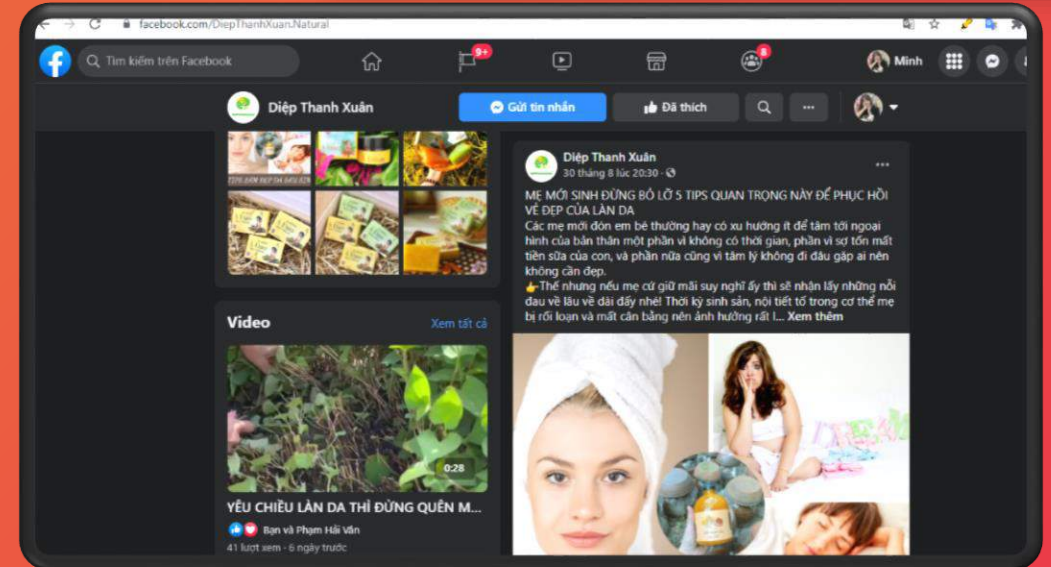 facebook.com/DiepThanhXuan.Natural
Tìm kiếm trên Facebook
9+
8
Minh
Diệp Thanh Xuân
Gửi tin nhắn
Đã thích
Video
Xem tất cả
0:28
YÊU CHIỀU LÀN DA THÌ ĐỪNG QUÊN M...
Bạn và Phạm Hải Vân
41 lượt xem · 6 ngày trước
Diệp Thanh Xuân
30 tháng 8 lúc 20:30 ·
MẸ MỚI SINH ĐỪNG BỎ LỠ 5 TIPS QUAN TRỌNG NÀY ĐỂ PHỤC HỒI
VẺ ĐẸP CỦA LÀN DA
Các mẹ mới đón em bé thường hay có xu hướng ít để tâm tới ngoại
hình của bản thân một phần vì không có thời gian, phần vì sợ tốn mất
tiền sữa của con, và phần nữa cũng vì tâm lý không đi đâu gặp ai nên
không cần đẹp.
👉Thế nhưng nếu mẹ cứ giữ mãi suy nghĩ ấy thì sẽ nhận lấy những nỗi
đau về lâu về dài đấy nhé! Thời kỳ sinh sản, nội tiết tố trong cơ thể mẹ
bị rối loạn và mất cân bằng nên ảnh hưởng rất l... Xem thêm
DREAM